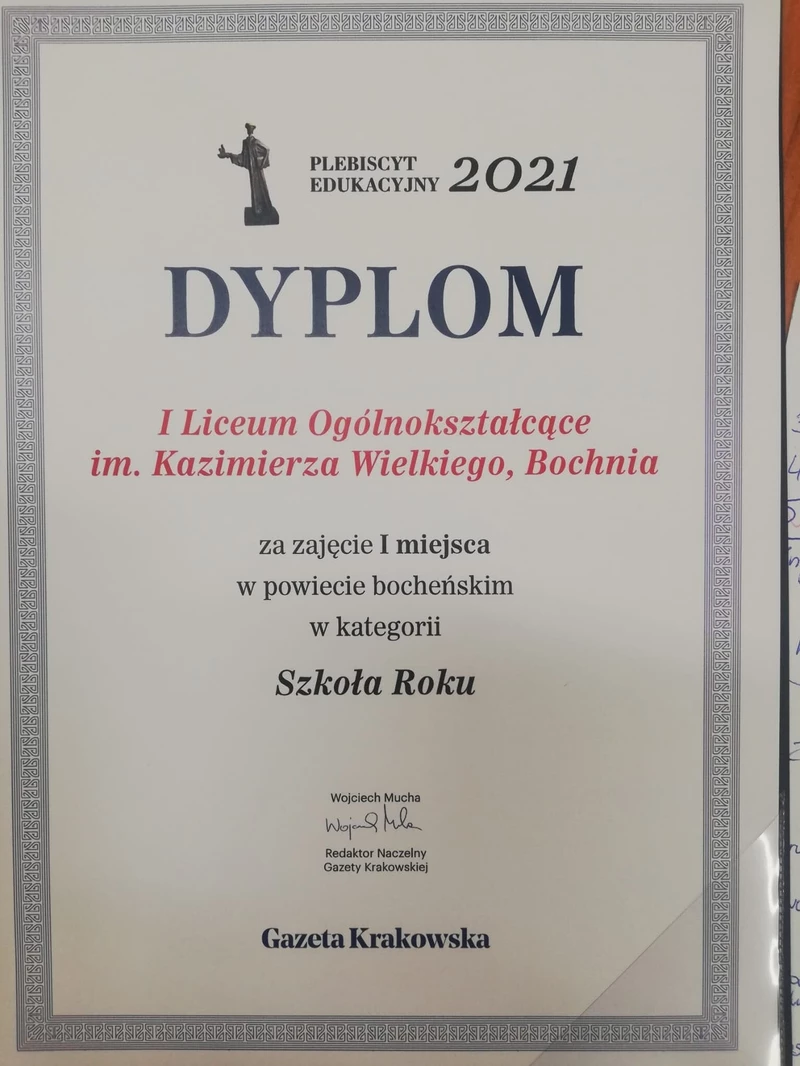 PLEBISCYT
EDUKACYJNY 2021
DYPLOM
I Liceum Ogólnokształcące
im. Kazimierza Wielkiego, Bochnia
za zajęcie I miejsca
w powiecie bocheńskim
w kategorii
Szkoła Roku
Wojciech Mucha
Redaktor Naczelny
Gazety Krakowskiej
Gazeta Krakowska